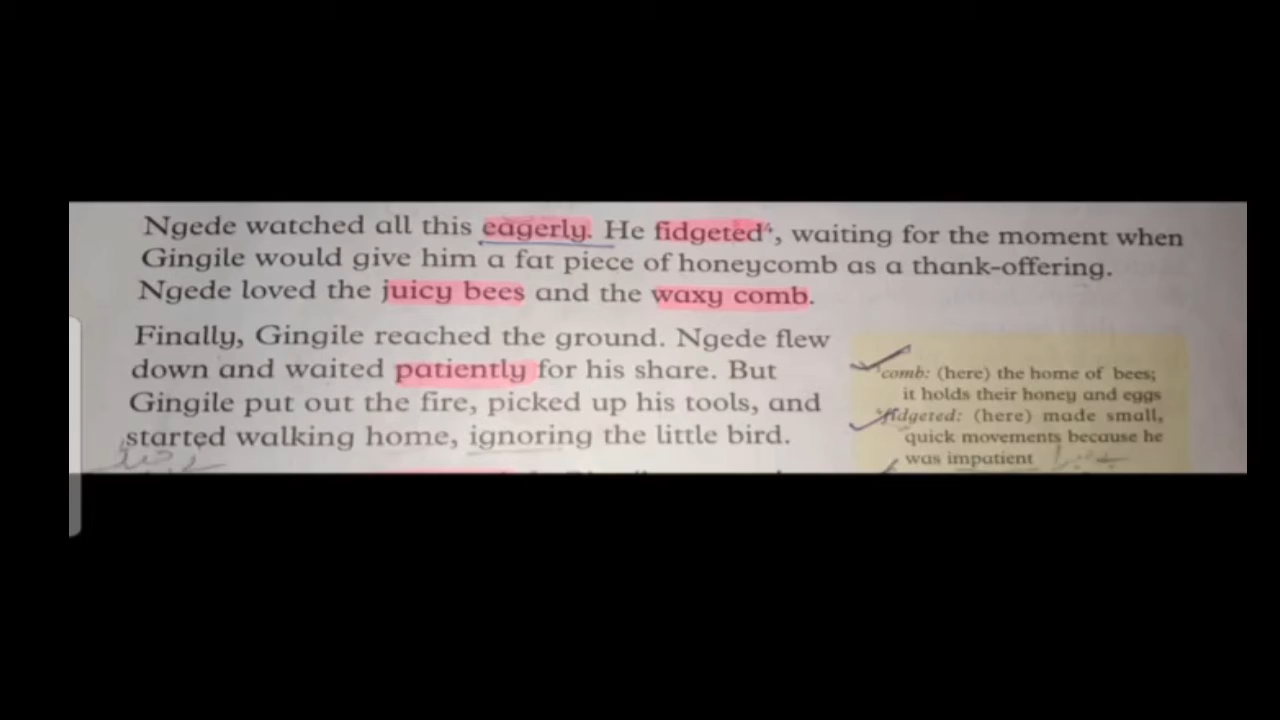 Ngede watched all this eagerly. He fidgeted⁴, waiting for the moment when
Gingile would give him a fat piece of honeycomb as a thank-offering.
Ngede loved the juicy bees and the waxy comb.
Finally, Gingile reached the ground. Ngede flew
down and waited patiently for his share. But
Gingile put out the fire, picked up his tools, and
started walking home, ignoring the little bird.
comb: (here) the home of bees;
it holds their honey and eggs
fidgeted: (here) made small,
quick movements because he
was impatient